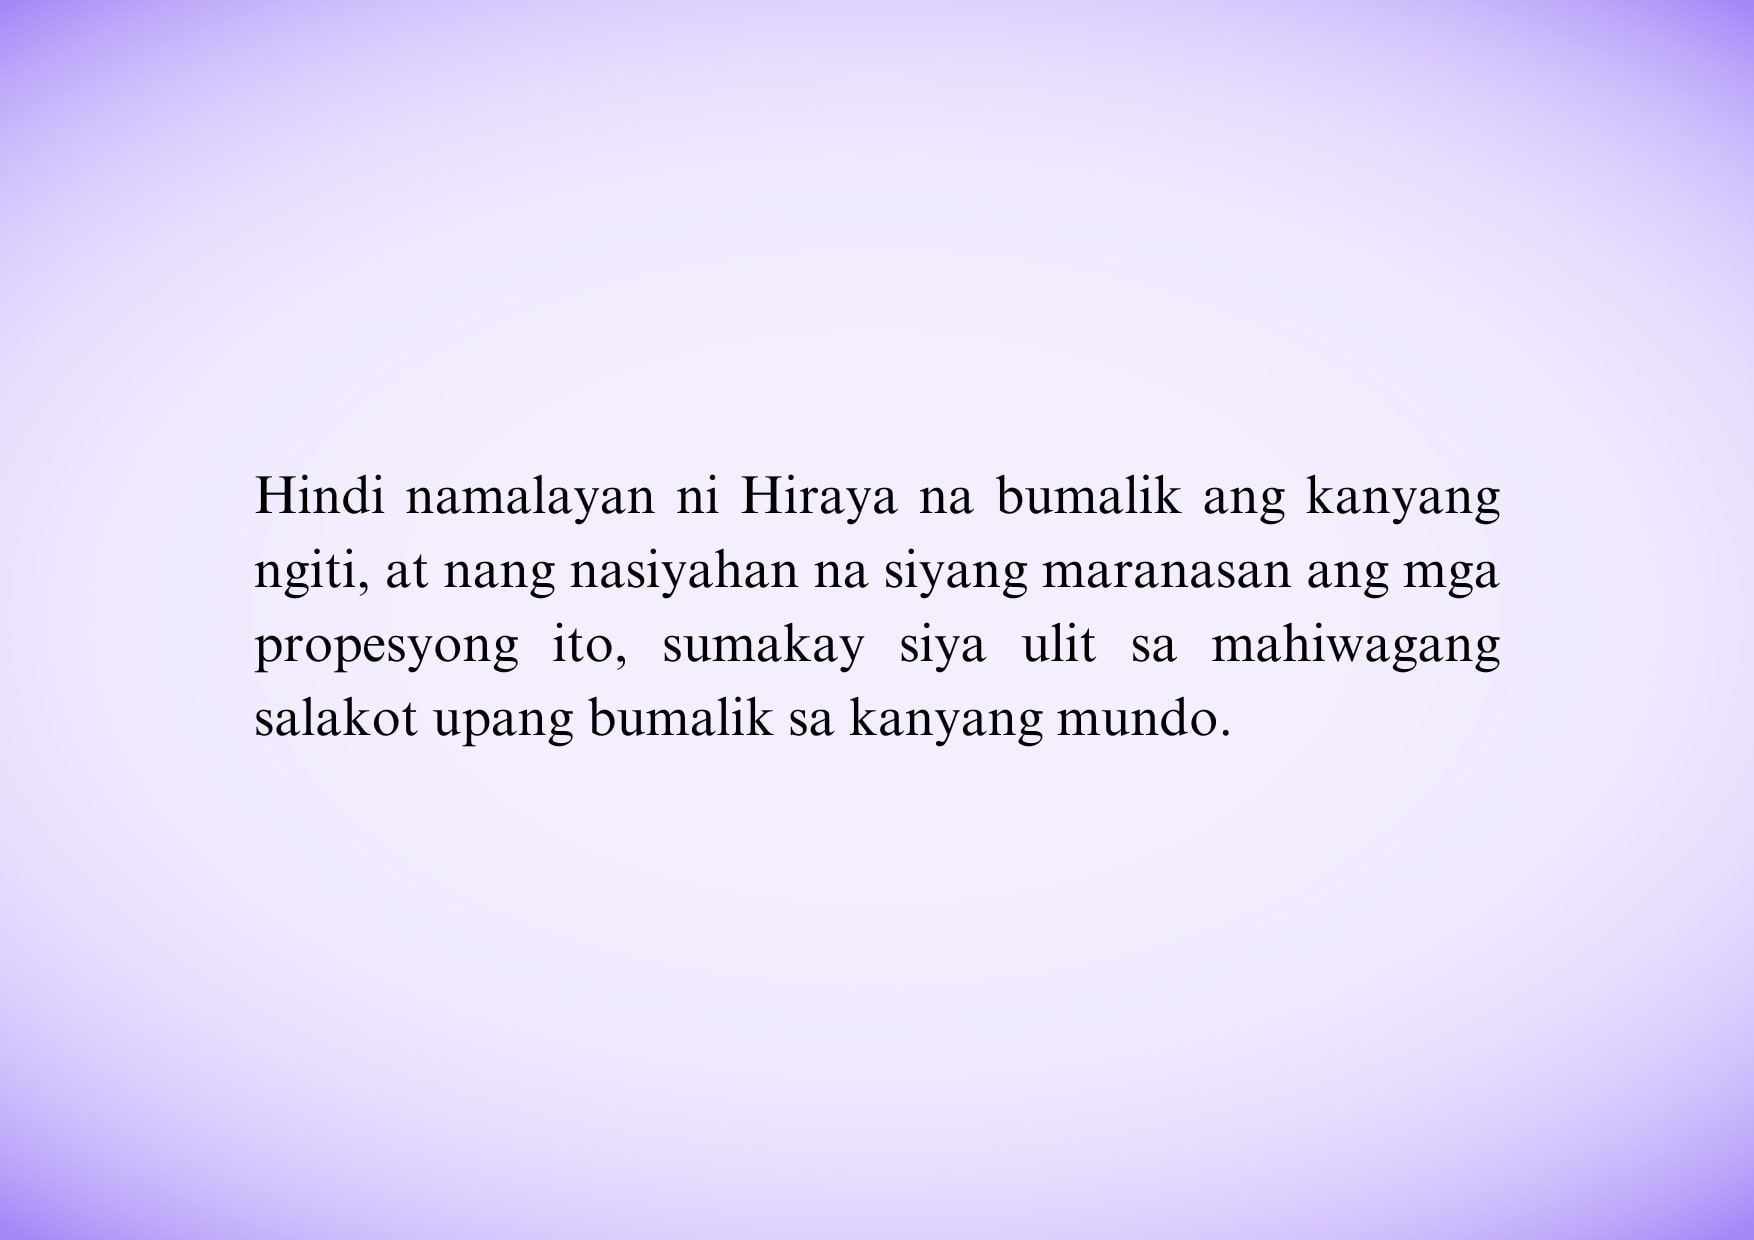 Hindi namalayan ni Hiraya na bumalik ang kanyang
ngiti, at nang nasiyahan na siyang maranasan ang mga
propesyong ito, sumakay siya ulit sa mahiwagang
salakot upang bumalik sa kanyang mundo.